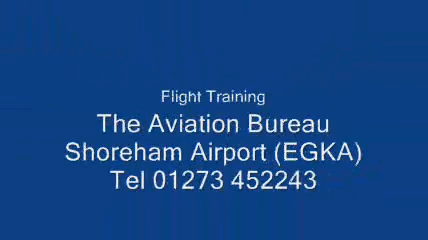 Flight Training
The Aviation Bureau
Shoreham Airport (EGKA)
Tel 01273 452243